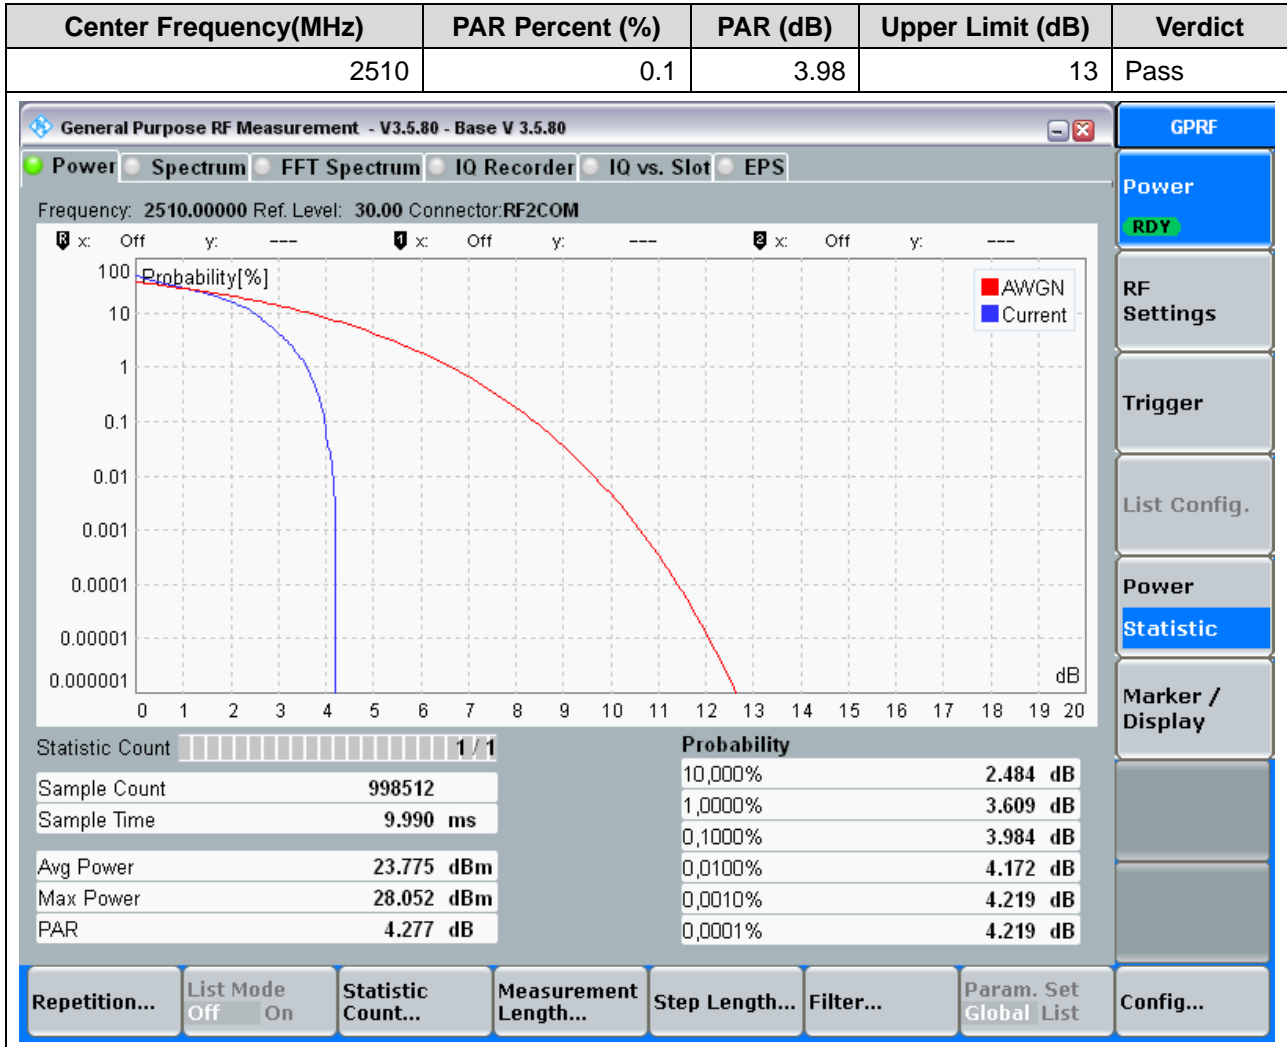 Center Frequency(MHz) PAR Percent (%) PAR (dB) Upper Limit (dB) Verdict
2510 0.1 3.98 13 Pass
General Purpose RF Measurement - V3.5.80 - Base V 3.5.80
GPRF
Power Spectrum FFT Spectrum IQ Recorder IQ vs. Slot EPS
Power
RDY
Frequency: 2510.00000 Ref. Level: 30.00 Connector:RF2COM
R x: Off y: --- 1 x: Off y: --- 2 x: Off y: ---
Probability[%]
AWGN
Current
100
10
1
0.1
0.01
0.001
0.0001
0.00001
0.000001
dB
0 1 2 3 4 5 6 7 8 9 10 11 12 13 14 15 16 17 18 19 20
RF
Settings
Trigger
List Config.
Power
Statistic
Marker /
Display
Statistic Count 1 / 1
Sample Count 998512
Sample Time 9.990 ms
Avg Power 23.775 dBm
Max Power 28.052 dBm
PAR 4.277 dB
Probability
10,000% 2.484 dB
1,0000% 3.609 dB
0,1000% 3.984 dB
0,0100% 4.172 dB
0,0010% 4.219 dB
0,0001% 4.219 dB
Repetition...
List Mode
Off On
Statistic
Count...
Measurement
Length...
Step Length...
Filter...
Param. Set
Global List
Config...